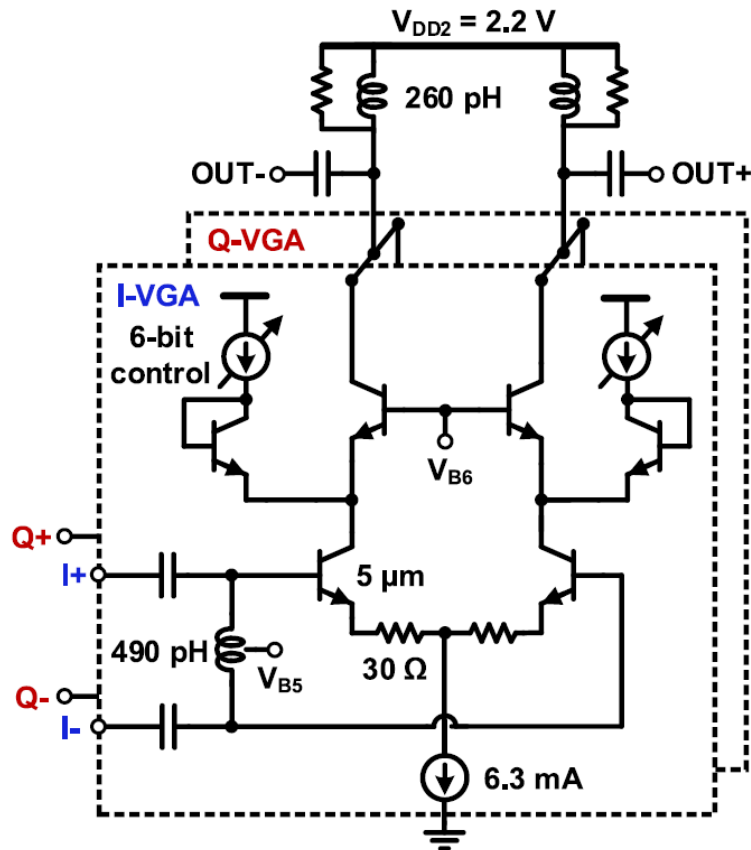 V_DD2 = 2.2 V
260 pH
OUT-
OUT+
Q-VGA
I-VGA
6-bit
control
V_B6
Q+
I+
5 µm
490 pH
V_B5
30 Ω
Q-
I-
6.3 mA